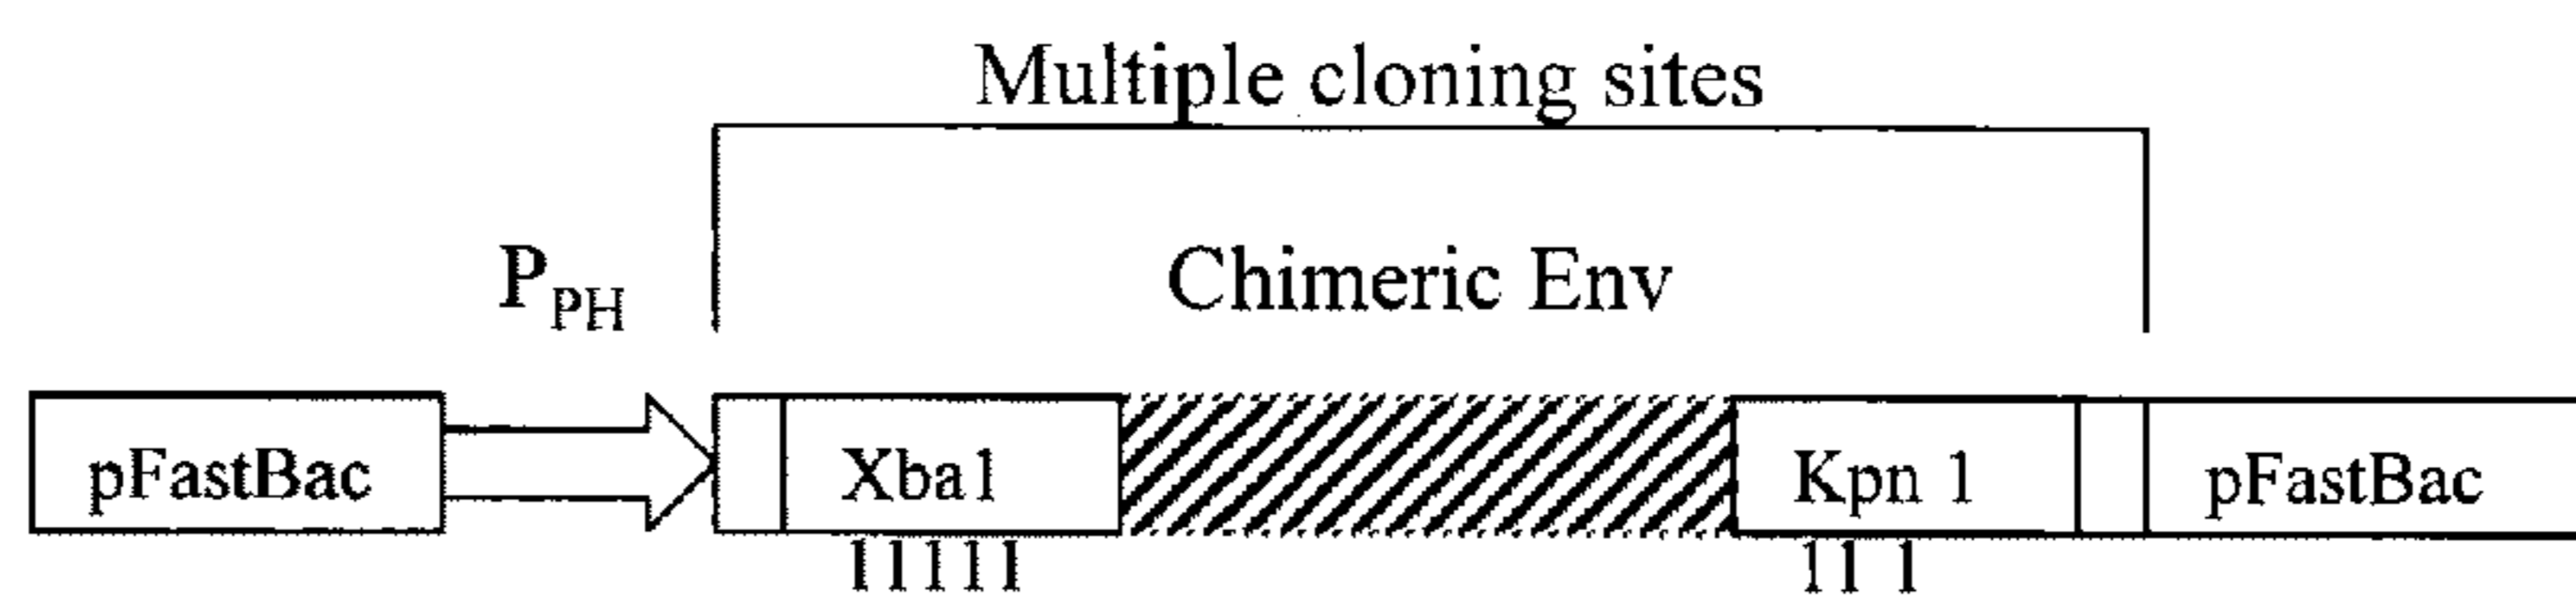 Multiple cloning sites
P_PH Chimeric Env
pFastBac Xba1 Kpn 1 pFastBac
11111 11 1